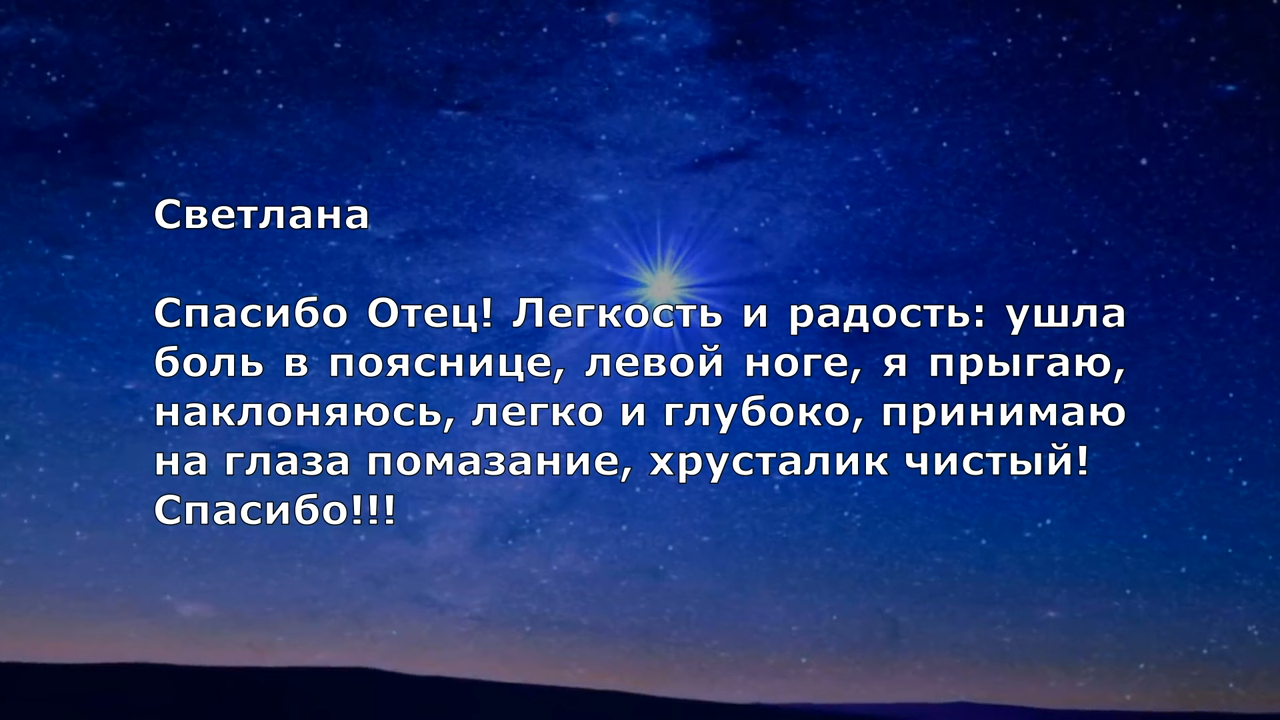 Светлана
Спасибо Отец! Легкость и радость: ушла
боль в пояснице, левой ноге, я прыгаю,
наклоняюсь, легко и глубоко, принимаю
на глаза помазание, хрусталик чистый!
Спасибо!!!